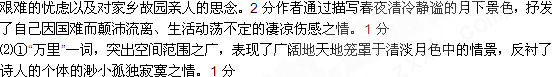 艰难的忧虑以及对家乡故园亲人的思念。2 分作者通过描写春夜清冷静谧的月下景色，抒发
了自己因国难而颠沛流离、生活动荡不定的凄凉伤感之情。1 分
⑵①“万里”一词，突出空间范围之广，表现了广阔地天地笼罩于清淡月色中的情景，反衬了
诗人的个体的渺小孤独寂寞之情。1 分